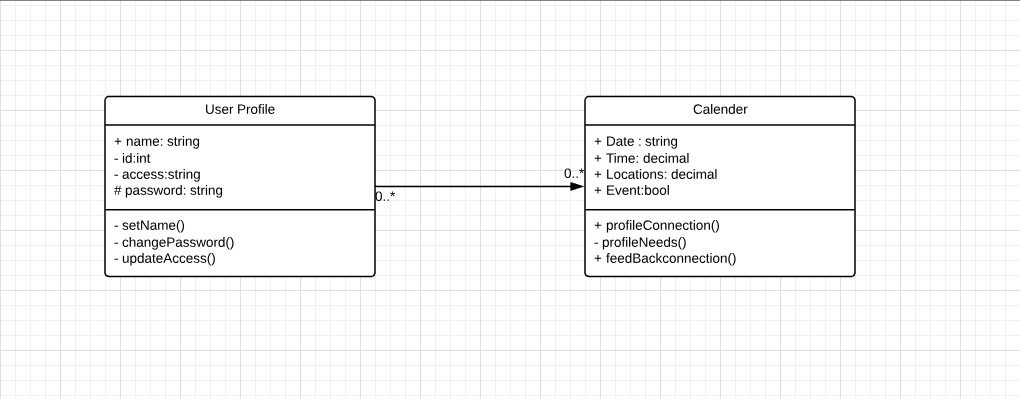 User Profile
+ name: string
- id:int
- access:string
# password: string
- setName()
- changePassword()
- updateAccess()
0..*
0..*
Calender
+ Date : string
+ Time: decimal
+ Locations: decimal
+ Event:bool
+ profileConnection()
- profileNeeds()
+ feedBackconnection()